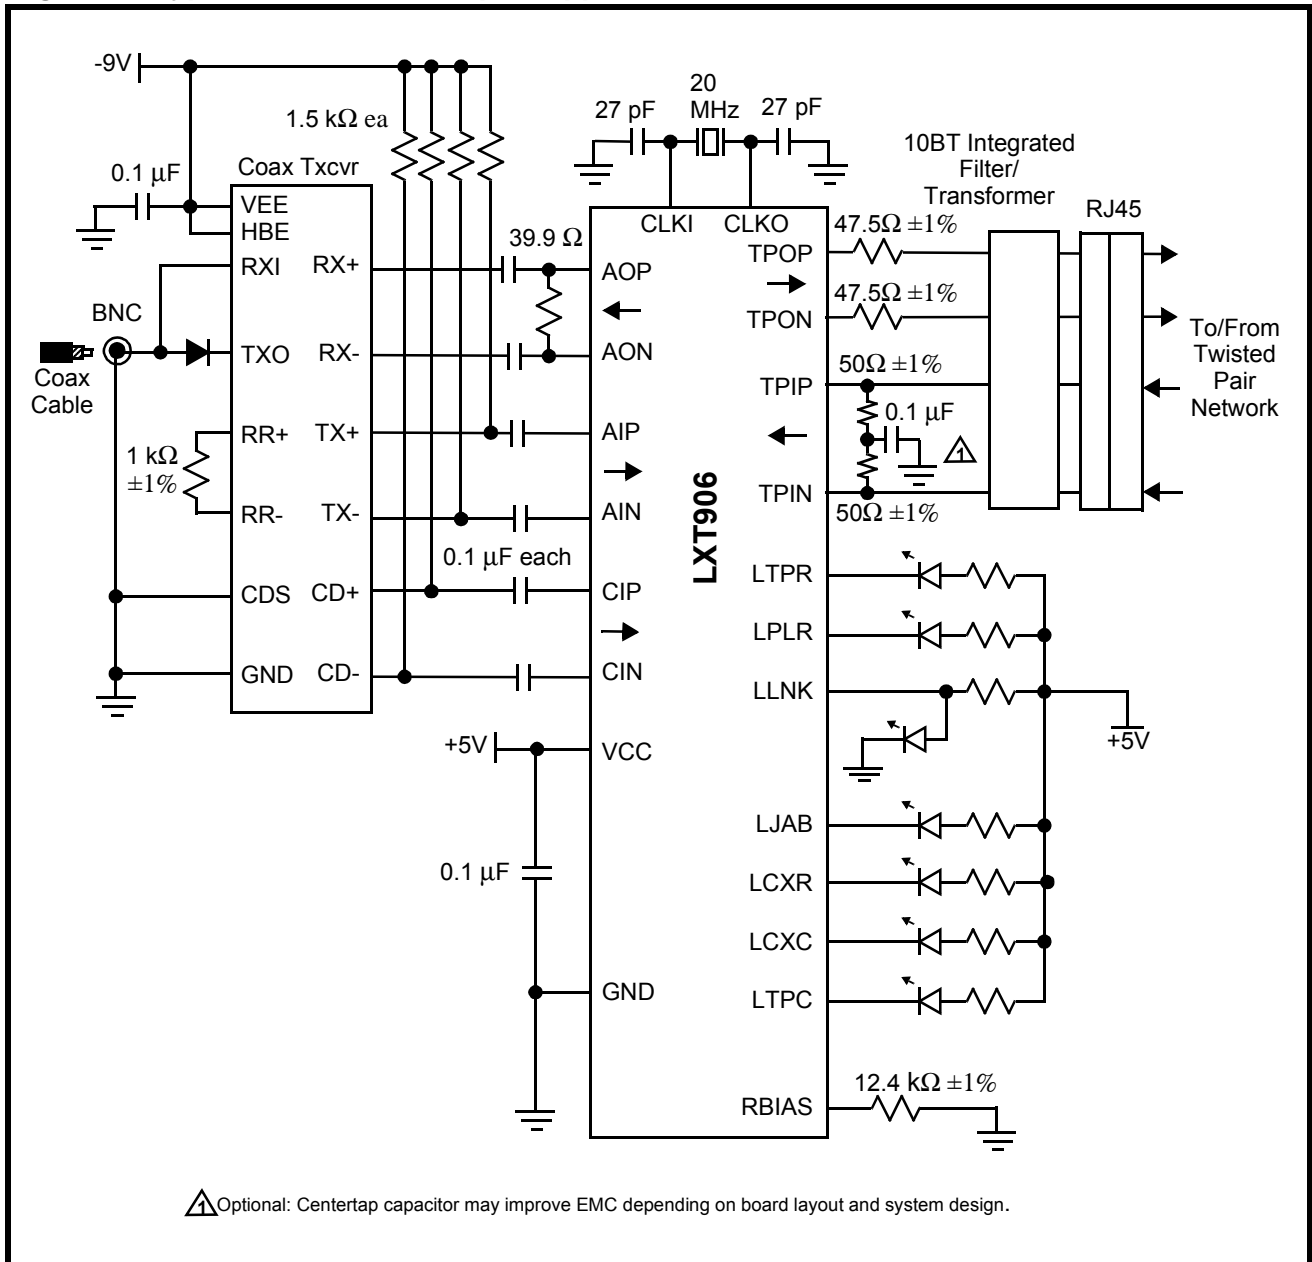 -9V
1.5 kΩ ea
0.1 µF
Coax Txcvr
VEE
HBE
RXI
RX+
BNC
TXO
RX-
Coax
Cable
RR+
TX+
1 kΩ
±1%
RR-
TX-
CDS
CD+
GND
CD-
39.9 Ω
0.1 µF each
27 pF
20
MHz
27 pF
CLKI
CLKO
AOP
AON
AIP
AIN
CIP
CIN
+5V
VCC
0.1 µF
GND
LXT906
10BT Integrated
Filter/
Transformer
RJ45
TPOP
47.5Ω ±1%
TPON
47.5Ω ±1%
TPIP
50Ω ±1%
0.1 µF
1
TPIN
50Ω ±1%
To/From
Twisted
Pair
Network
LTPR
LPLR
LLNK
+5V
LJAB
LCXR
LCXC
LTPC
RBIAS
12.4 kΩ ±1%
1 Optional: Centertap capacitor may improve EMC depending on board layout and system design.